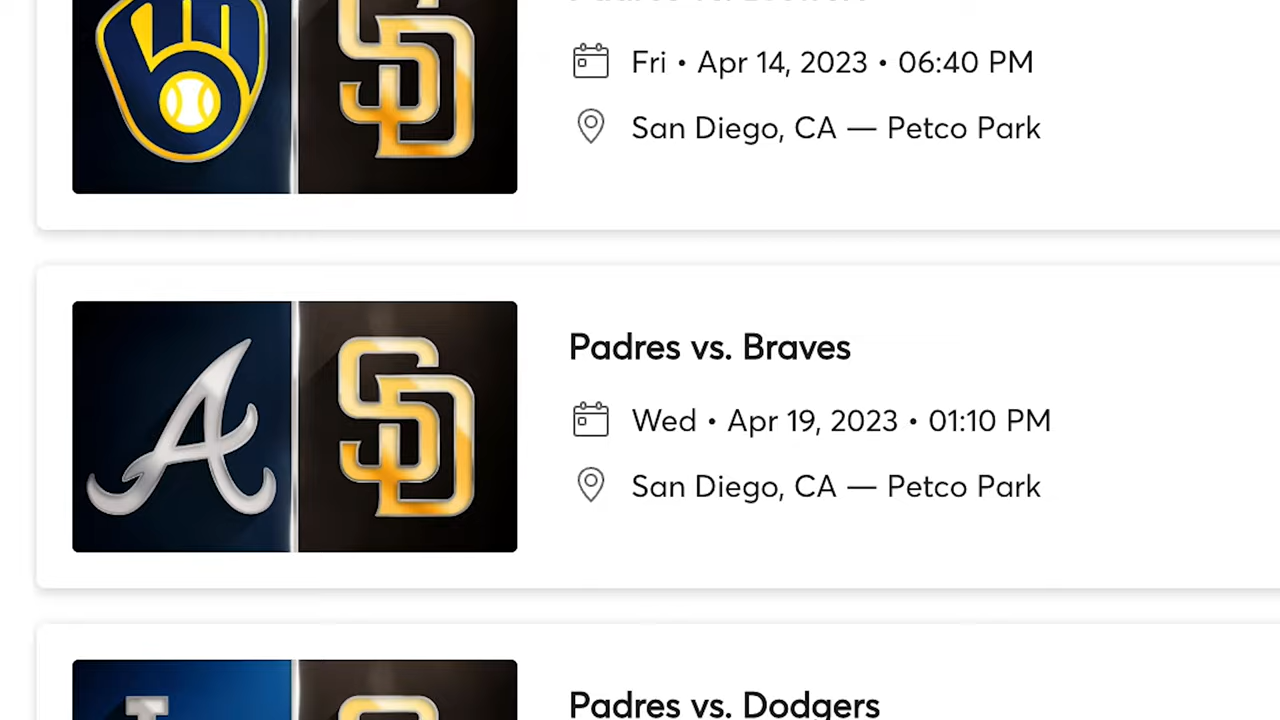 Fri • Apr 14, 2023 • 06:40 PM
San Diego, CA — Petco Park
Padres vs. Braves
Wed • Apr 19, 2023 • 01:10 PM
San Diego, CA — Petco Park
Padres vs. Dodgers